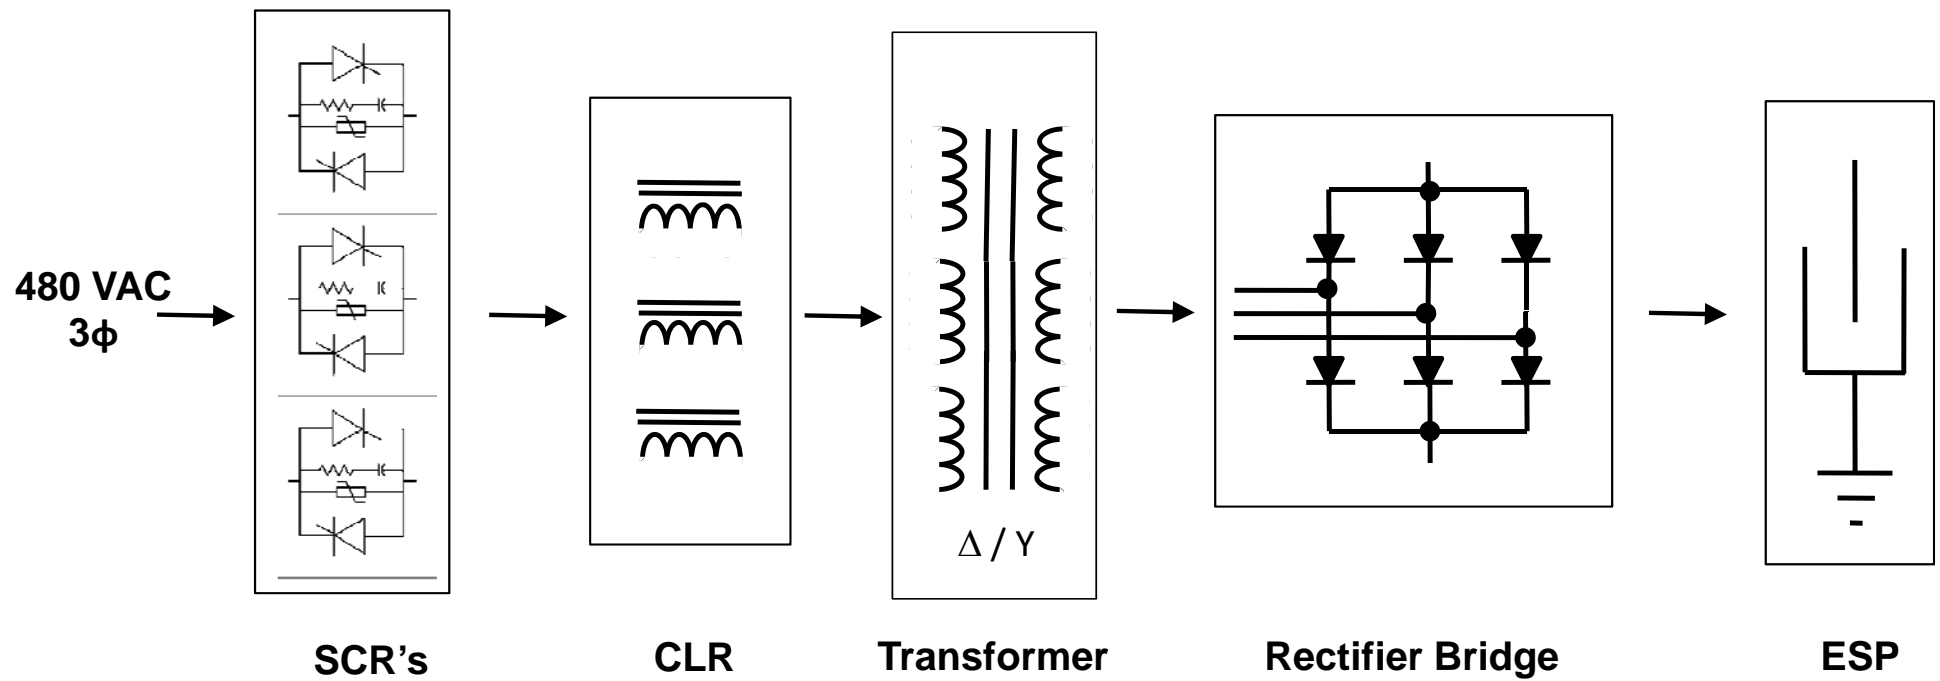 480 VAC
3ϕ
Δ / Y
SCR’s
CLR
Transformer
Rectifier Bridge
ESP